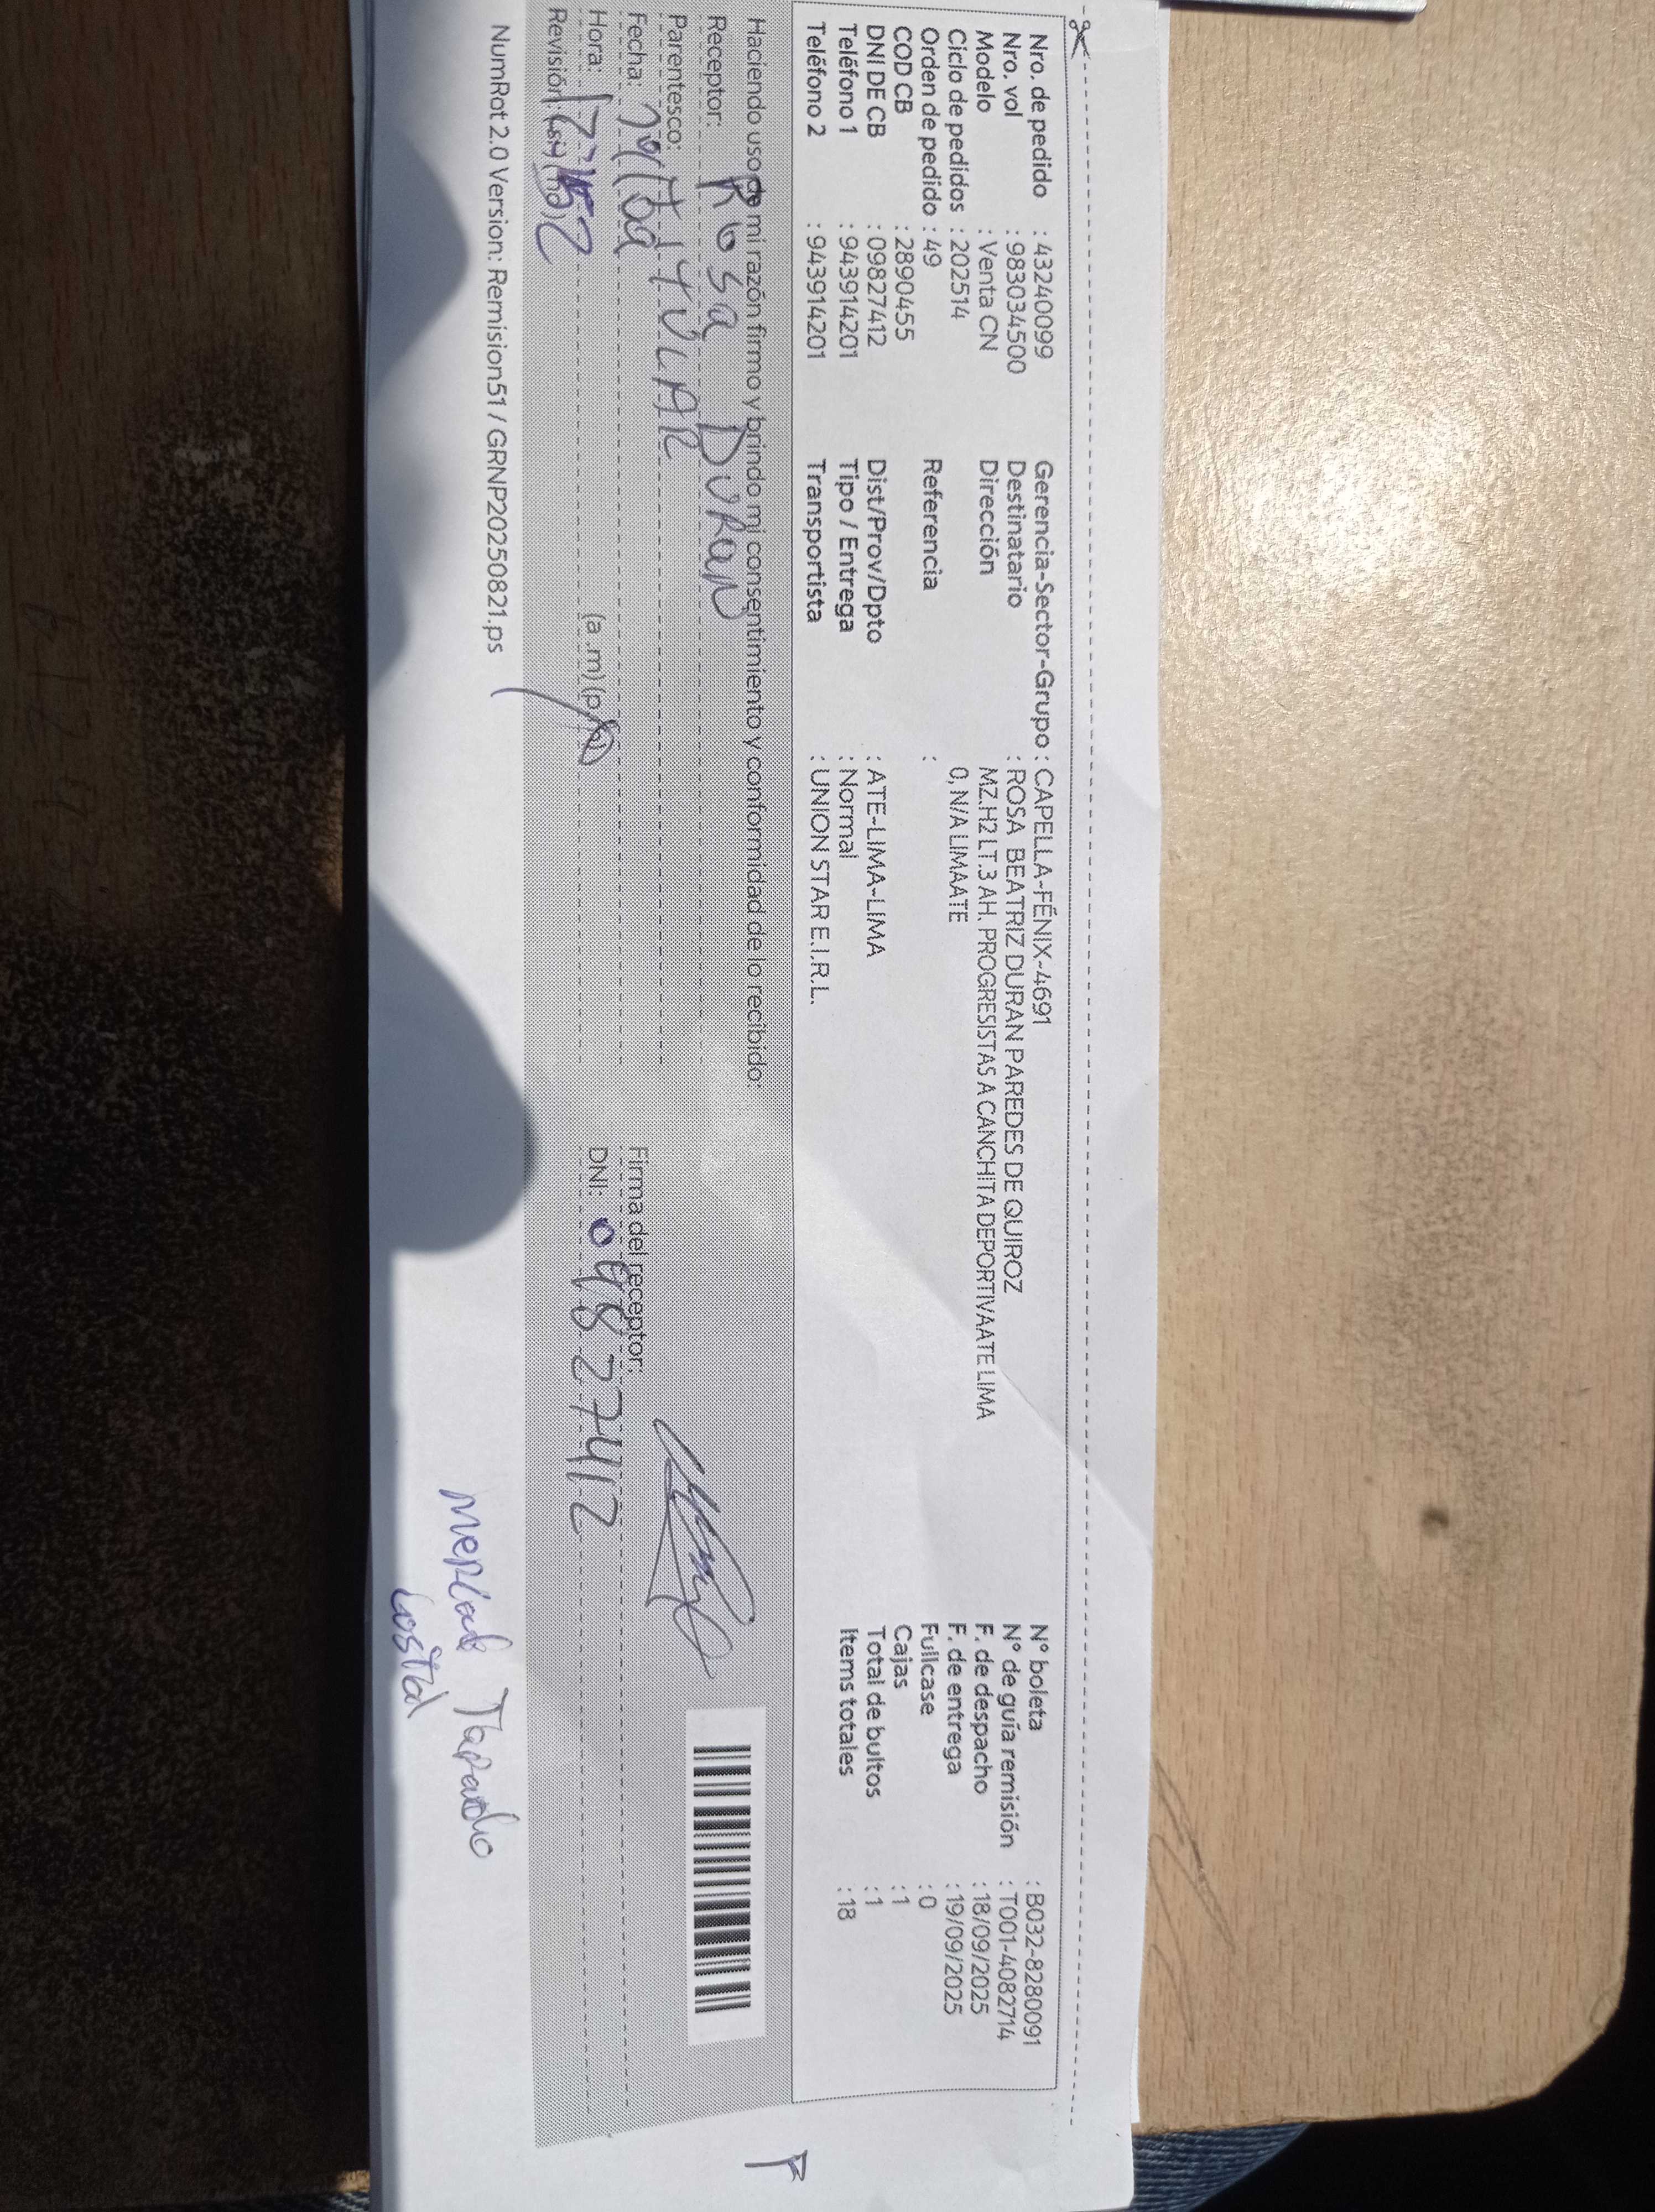 Nro. de pedido : 43240099 Gerencia-Sector-Grupo : CAPELLA-FÉNIX-4691 N° boleta : B032-8280091
Nro. vol : 983034500 Destinatario : ROSA BEATRIZ DURAN PAREDES DE QUIROZ N° de guía remisión : T001-4082714
Modelo : Venta CN Dirección MZ.H2 LT.3 AH. PROGRESISTAS A CANCHITA DEPORTIVAATE LIMA F. de despacho : 18/09/2025
Ciclo de pedidos : 202514 0, N/A LIMAATE F. de entrega : 19/09/2025
Orden de pedido : 49 Referencia : Fullcase : 0
COD CB : 2890455 Cajas : 1
DNI DE CB : 09827412 Dist/Prov/Dpto : ATE-LIMA-LIMA Total de bultos : 1
Teléfono 1 : 943914201 Tipo / Entrega : Normal Items totales : 18
Teléfono 2 : 943914201 Transportista : UNION STAR E.I.R.L.
Haciendo uso de mi razón firmo y brindo mi consentimiento y conformidad de lo recibido:
Receptor: Rosa Duran
Parentesco: TITULAR
Fecha: Firma del receptor:
Hora: (a.m)(p.m) DNI: 09827412
Revisión:
NumRot 2.0 Version: Remision51 / GRNP20250821.ps